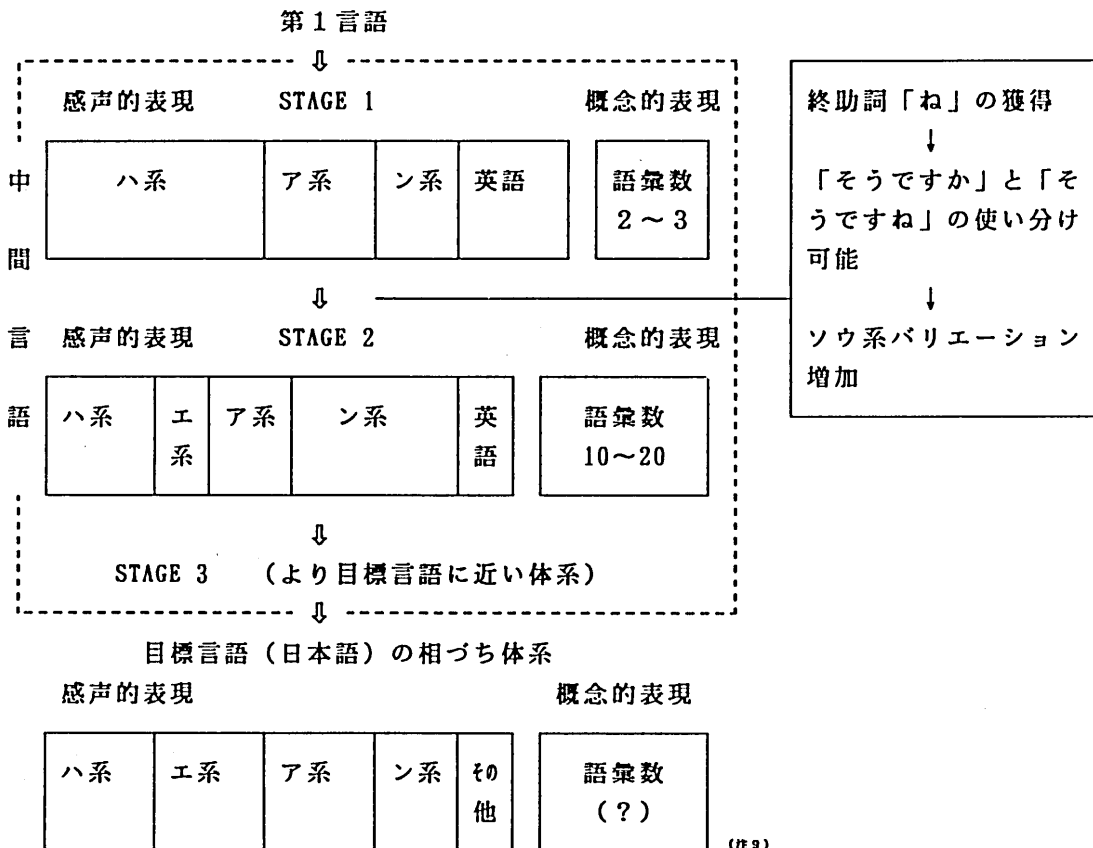 第1言語
⇩
感声的表現 STAGE 1 概念的表現
ハ系 ア系 ン系 英語 語彙数
2～3
⇩
感声的表現 STAGE 2 概念的表現
ハ系 エ系 ア系 ン系 英語 語彙数
10～20
⇩
STAGE 3 (より目標言語に近い体系)
⇩
中間言語
終助詞「ね」の獲得
↓
「そうですか」と「そ
うですね」の使い分け
可能
↓
ソウ系バリエーション
増加
目標言語(日本語)の相づち体系
感声的表現 概念的表現
ハ系 エ系 ア系 ン系 その他 語彙数
(?)